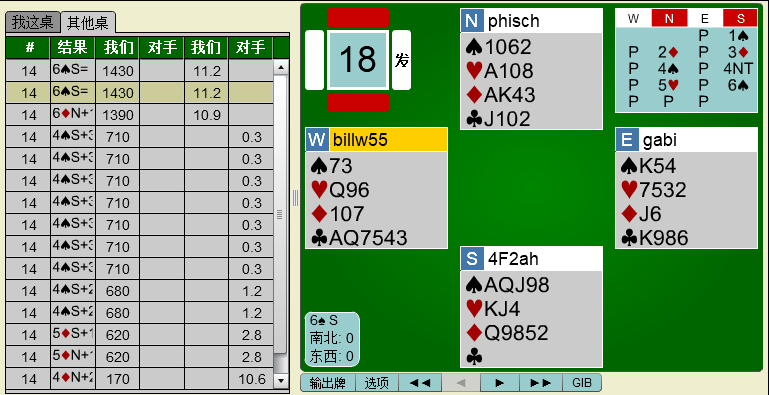 我这桌 其他桌
# 结果 我们 对手 我们 对手
14 6♠S= 1430 11.2
14 6♠S= 1430 11.2
14 6♦N+ 1390 10.9
14 4♠S+3 710 0.3
14 4♠S+3 710 0.3
14 4♠S+3 710 0.3
14 4♠S+3 710 0.3
14 4♠S+3 710 0.3
14 4♠S+3 710 0.3
14 4♠S+3 710 0.3
14 4♠S+2 680 1.2
14 4♠S+2 680 1.2
14 5♦S+1 620 2.8
14 5♦N+ 620 2.8
14 4♦N+2 170 10.6
18 发
N phisch
♠1062
♥A108
♦AK43
♣J102
W N E S
P 1♠
P 2♦ P 3♦
P 4♠ P 4NT
P 5♥ P 6♠
P P P
W billw55
♠73
♥Q96
♦107
♣AQ7543
E gabi
♠K54
♥7532
♦J6
♣K986
S 4F2ah
♠AQJ98
♥KJ4
♦Q9852
♣
6♠ S
南北: 0
东西: 0
输出牌 选项 ◄◄ ◄ ► ►► GIB